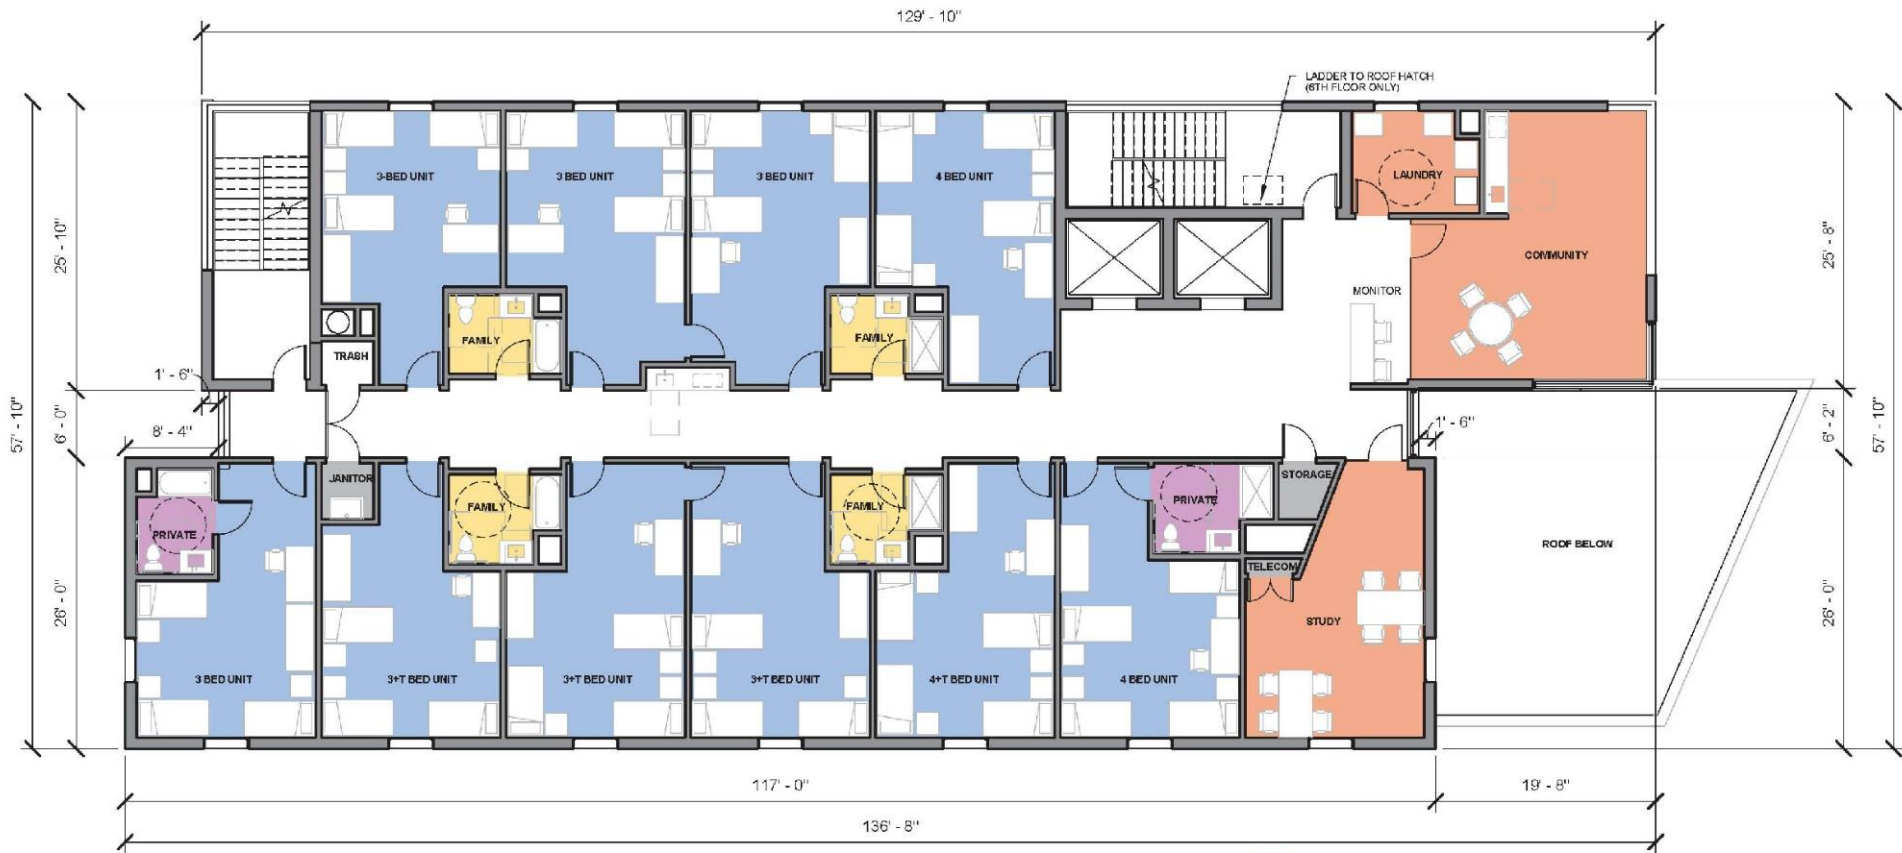 129' - 10"
LADDER TO ROOF HATCH
(6TH FLOOR ONLY)
3-BED UNIT
3 BED UNIT
3 BED UNIT
4 BED UNIT
LAUNDRY
COMMUNITY
MONITOR
25' - 10"
25' - 8"
FAMILY
FAMILY
TRASH
1' - 6"
8' - 4"
6' - 0"
57' - 10"
1' - 6"
6' - 2"
57' - 10"
JANITOR
PRIVATE
FAMILY
FAMILY
PRIVATE
STORAGE
TELECOM
ROOF BELOW
26' - 0"
26' - 0"
STUDY
3 BED UNIT
3+T BED UNIT
3+T BED UNIT
3+T BED UNIT
4+T BED UNIT
4 BED UNIT
117' - 0"
19' - 8"
136' - 8"